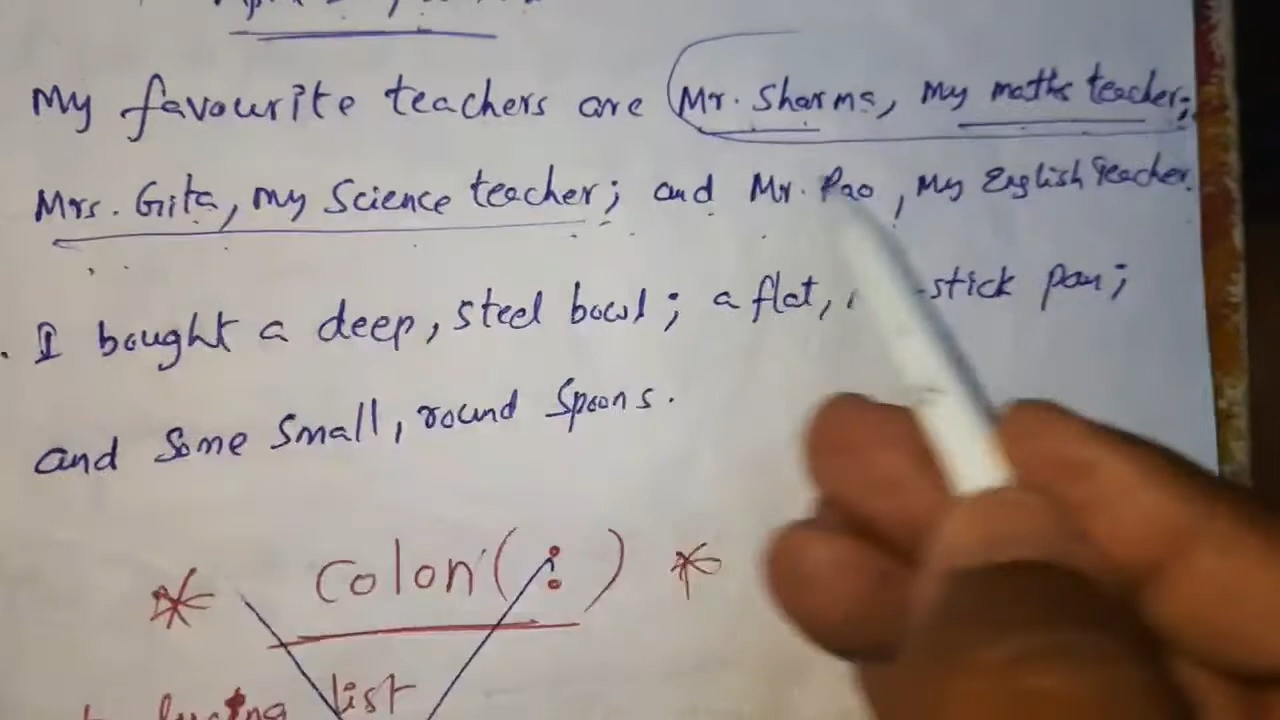 My favourite teachers are Mr. Sharma, My maths teacher;
Mrs. Gita, my Science teacher; and Mr. Rao, My English Teacher.
. I bought a deep, steel bowl; a flat, -stick pan;
and some small, round spoons.
* Colon (:) *
list